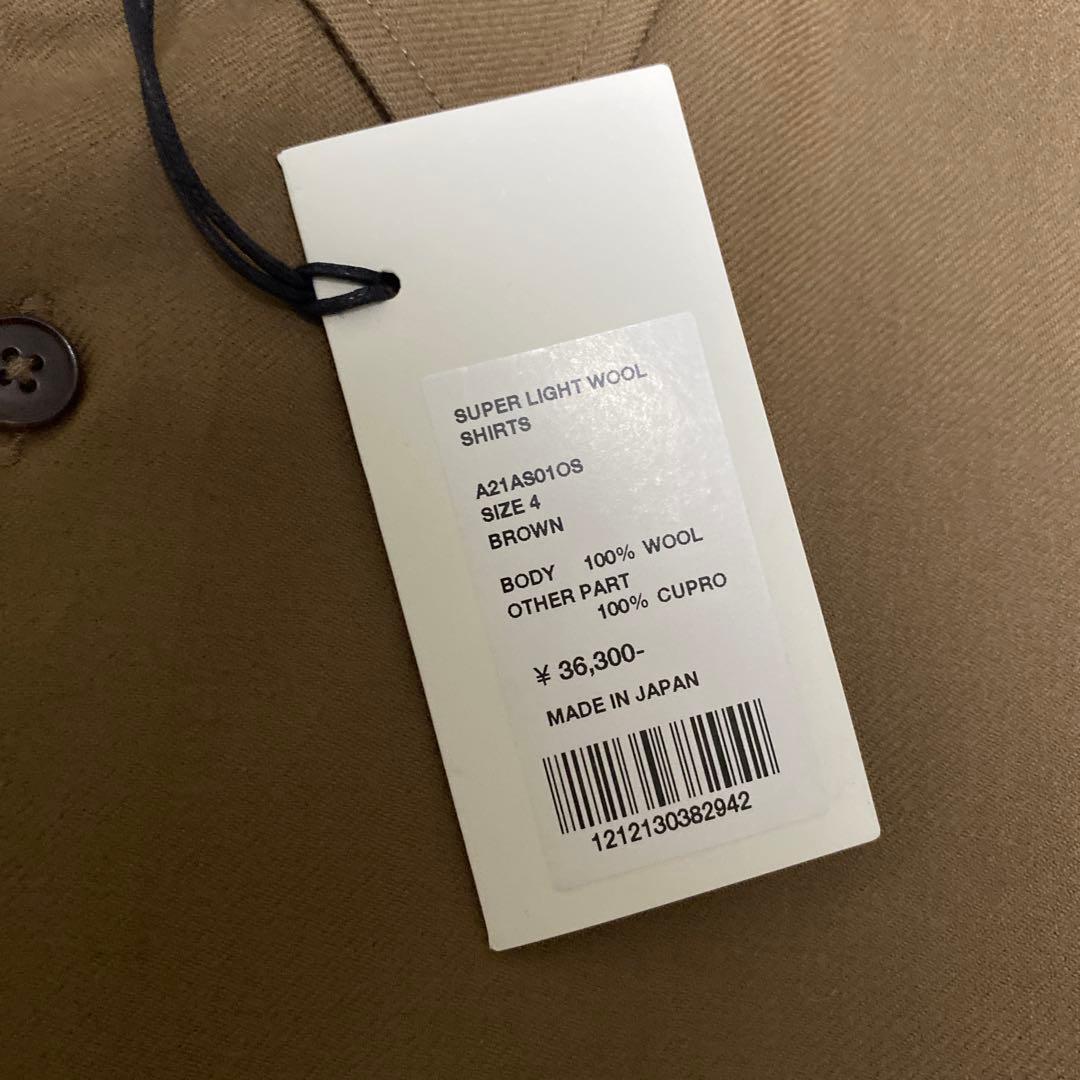 SUPER LIGHT WOOL
SHIRTS
A21AS01OS
SIZE 4
BROWN
BODY 100% WOOL
OTHER PART
100% CUPRO
¥ 36,300-
MADE IN JAPAN
1212130382942